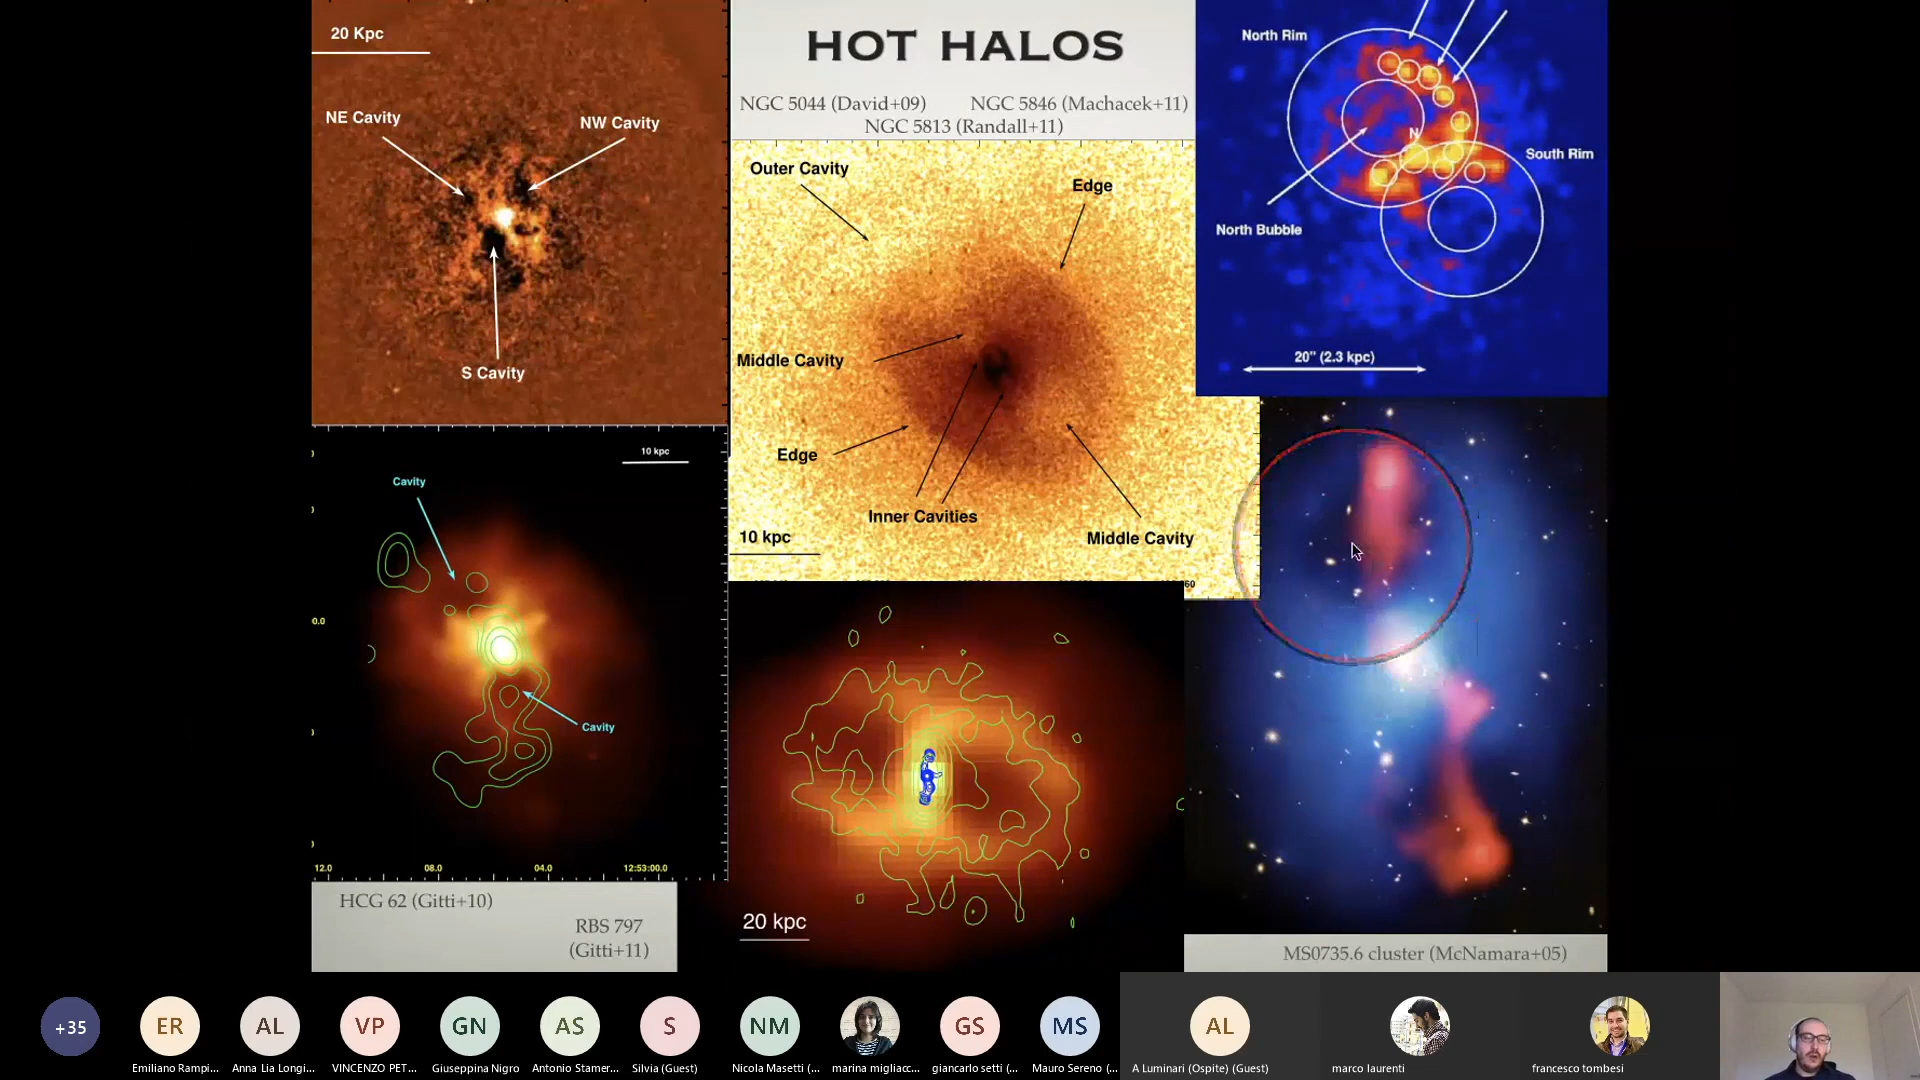 20 Kpc
NE Cavity
NW Cavity
S Cavity
HOT HALOS
NGC 5044 (David+09) NGC 5846 (Machacek+11)
NGC 5813 (Randall+11)
Outer Cavity
Edge
Middle Cavity
Edge
Inner Cavities
10 kpc
Middle Cavity
North Rim
N
South Rim
North Bubble
20" (2.3 kpc)
10 kpc
Cavity
Cavity
0.0
12.0 08.0 04.0 12:53:00.0
60
20 kpc
HCG 62 (Gitti+10)
RBS 797
(Gitti+11)
MS0735.6 cluster (McNamara+05)
+35
ER
AL
VP
GN
AS
S
NM
GS
MS
AL
Emiliano Rampi...
Anna Lia Longi...
VINCENZO PET...
Giuseppina Nigro
Antonio Stamer...
Silvia (Guest)
Nicola Masetti (...
marina migliacc...
giancarlo setti (...
Mauro Sereno (...
A Luminari (Ospite) (Guest)
marco laurenti
francesco tombesi